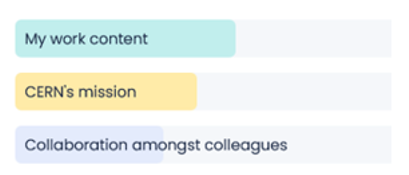 My work content
CERN's mission
Collaboration amongst colleagues